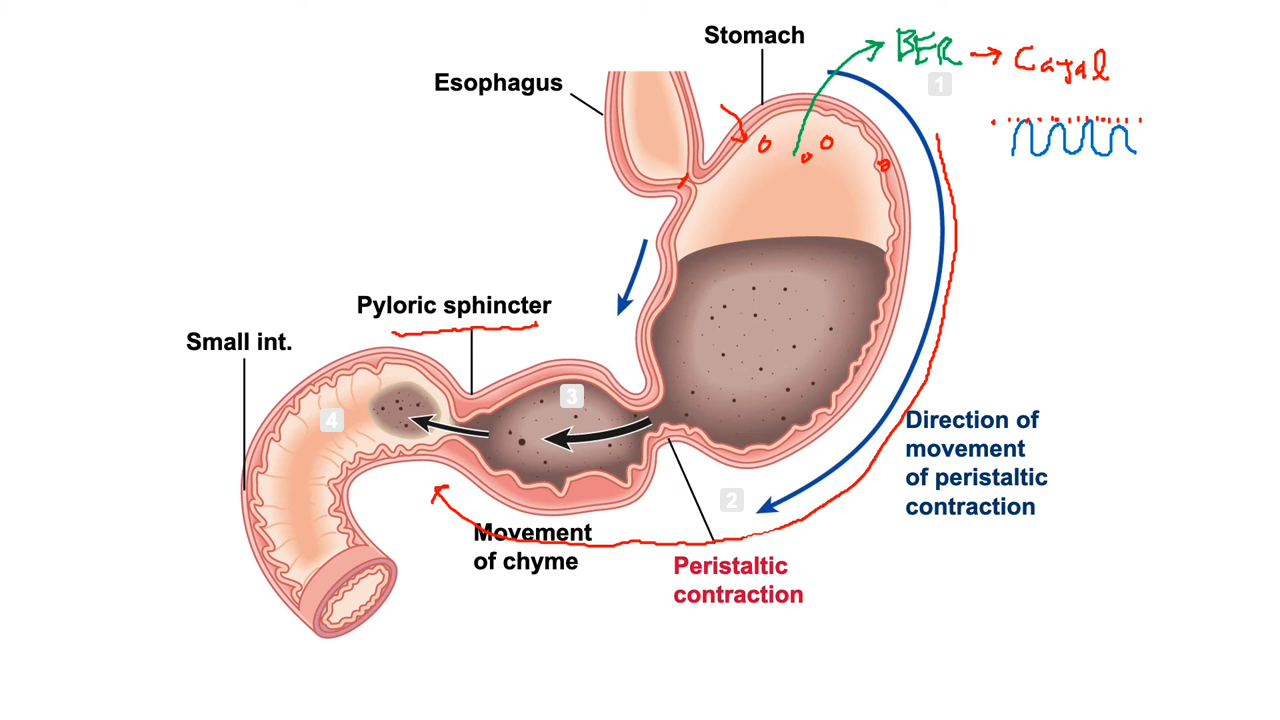 Stomach
BER → Cajal
Esophagus
1
Pyloric sphincter
Small int.
3
4
Direction of
movement
of peristaltic
contraction
2
Movement
of chyme
Peristaltic
contraction